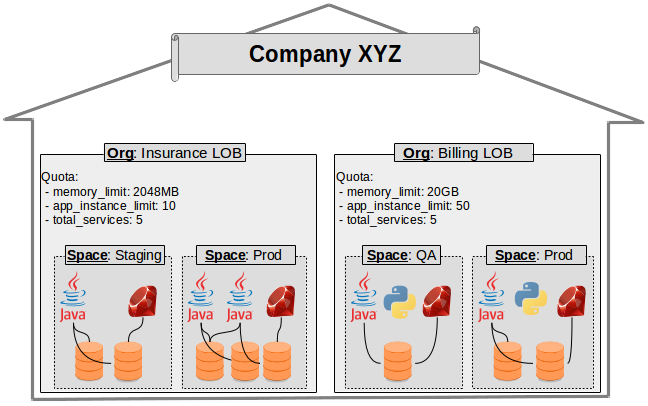 Company XYZ
Org: Insurance LOB
Quota:
- memory_limit: 2048MB
- app_instance_limit: 10
- total_services: 5
Space: Staging
Java
Space: Prod
Java
Java
Org: Billing LOB
Quota:
- memory_limit: 20GB
- app_instance_limit: 50
- total_services: 5
Space: QA
Java
Space: Prod
Java